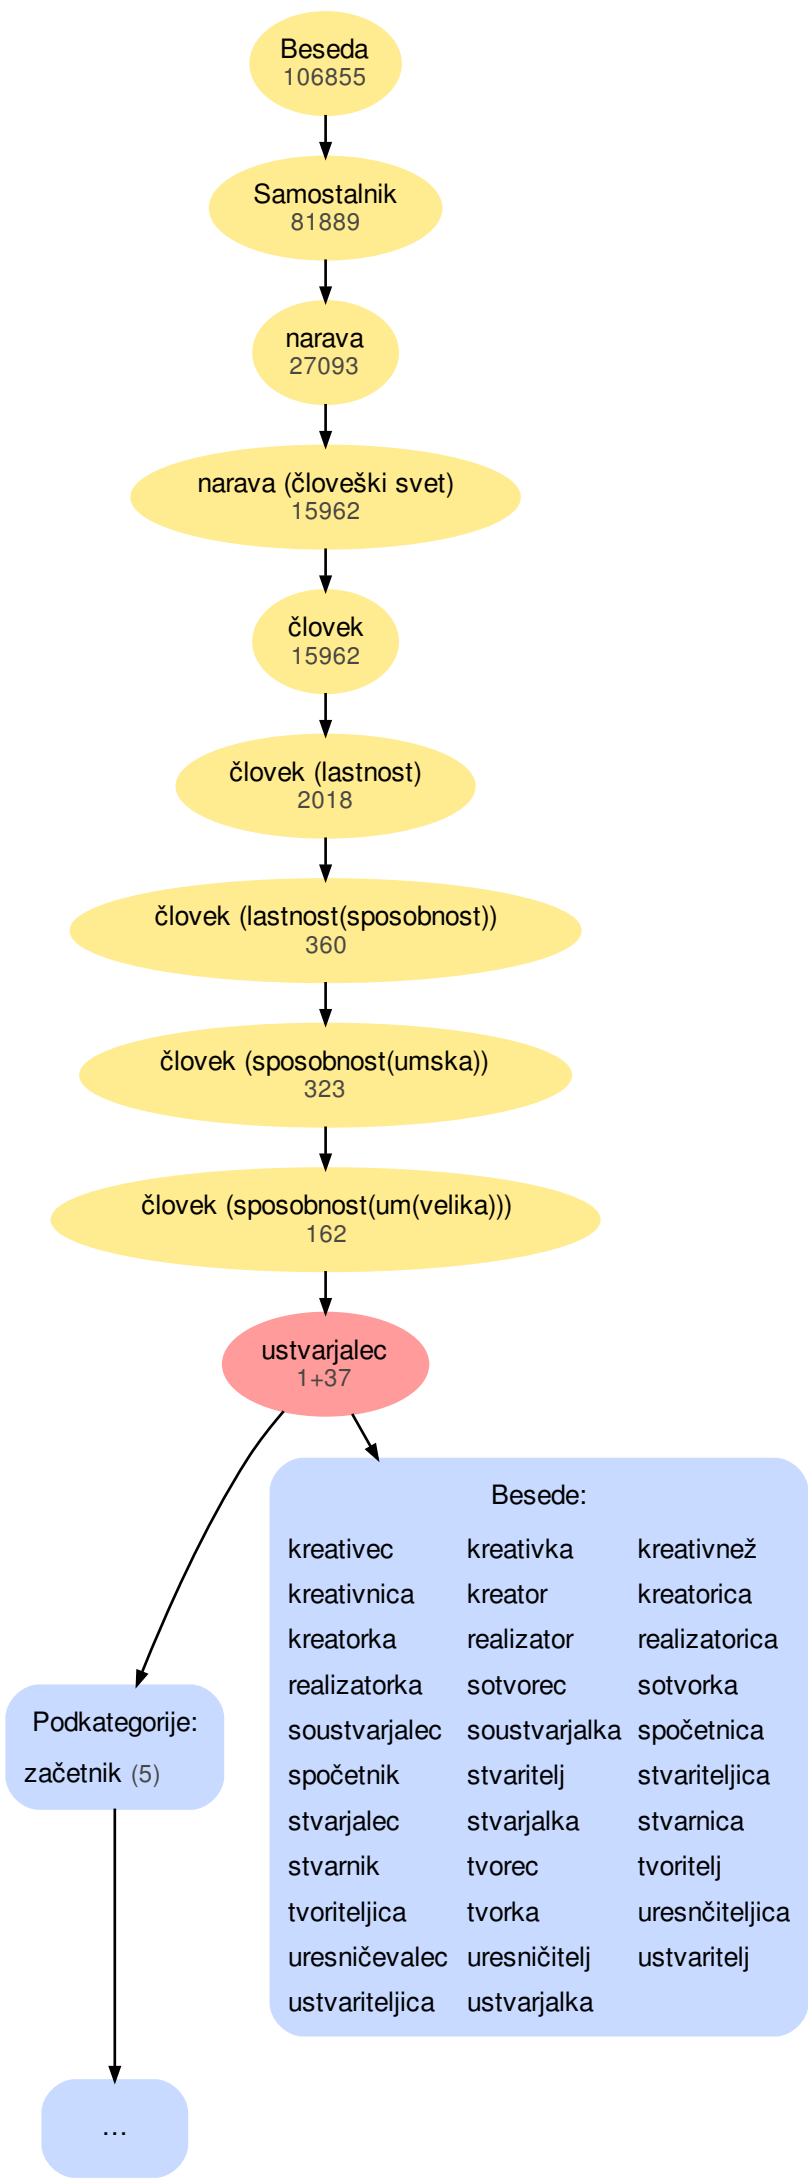 Beseda
106855
Samostalnik
81889
narava
27093
narava (človeški svet)
15962
človek
15962
človek (lastnost)
2018
človek (lastnost(sposobnost))
360
človek (sposobnost(umska))
323
človek (sposobnost(um(velika)))
162
ustvarjalec
1+37
Besede:
kreativec kreativka kreativnež
kreativnica kreator kreatorica
kreatorka realizator realizatorica
realizatorka sotvorec sotvorka
soustvarjalec soustvarjalka spočetnica
spočetnik stvaritelj stvariteljica
stvarjalec stvarjalka stvarnica
stvarnik tvorec tvoritelj
tvoriteljica tvorka uresnčiteljica
uresničevalec uresničitelj ustvaritelj
ustvariteljica ustvarjalka
Podkategorije:
začetnik (5)
...